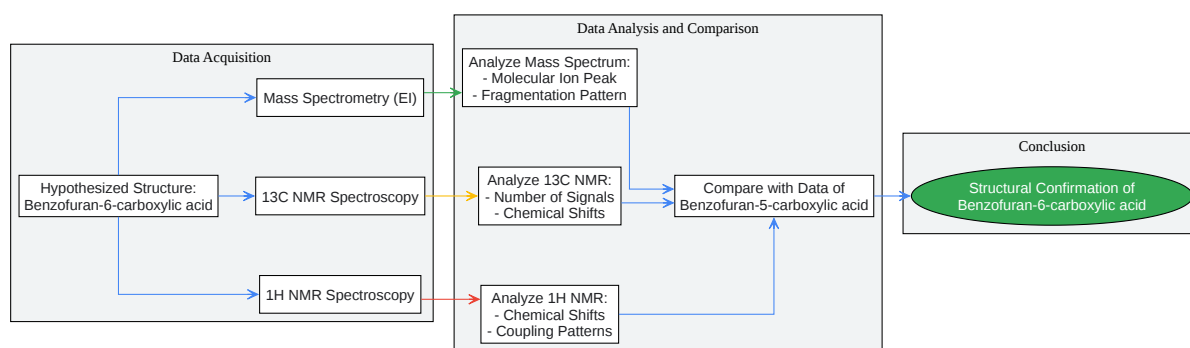 Data Acquisition
Hypothesized Structure:
Benzofuran-6-carboxylic acid
Mass Spectrometry (EI)
13C NMR Spectroscopy
1H NMR Spectroscopy
Data Analysis and Comparison
Analyze Mass Spectrum:
- Molecular Ion Peak
- Fragmentation Pattern
Analyze 13C NMR:
- Number of Signals
- Chemical Shifts
Analyze 1H NMR:
- Chemical Shifts
- Coupling Patterns
Compare with Data of
Benzofuran-5-carboxylic acid
Conclusion
Structural Confirmation of
Benzofuran-6-carboxylic acid